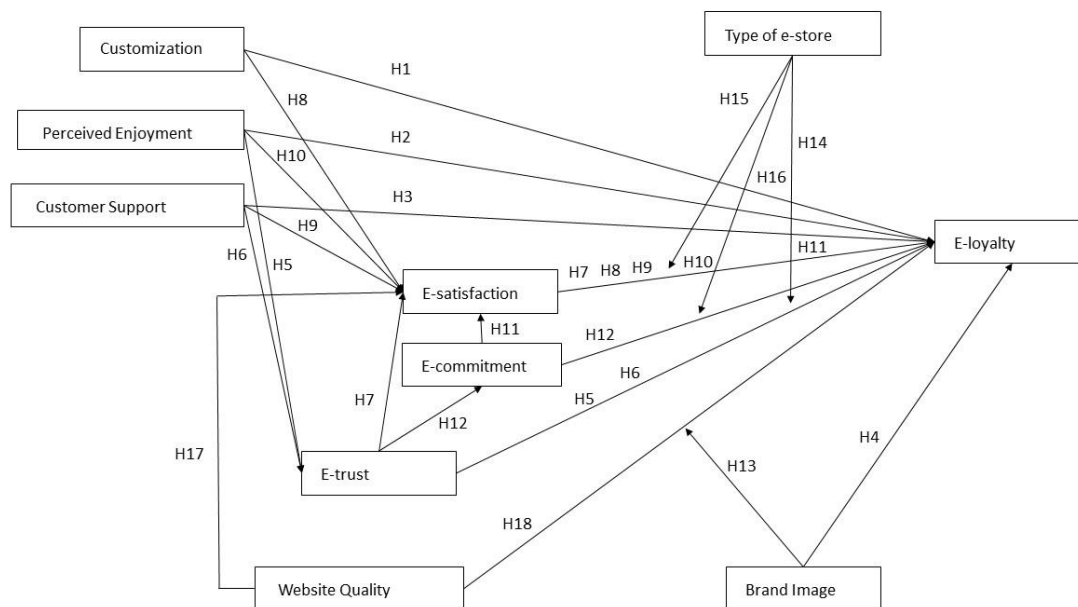 Customization
Type of e-store
H1
H8
H15
Perceived Enjoyment
H2
H14
H10
H16
Customer Support
H3
H9
H6
H5
H11
E-loyalty
H10
H9
H8
H7
E-satisfaction
H11
H12
E-commitment
H6
H7
H5
H12
H4
H17
E-trust
H13
H18
Website Quality
Brand Image